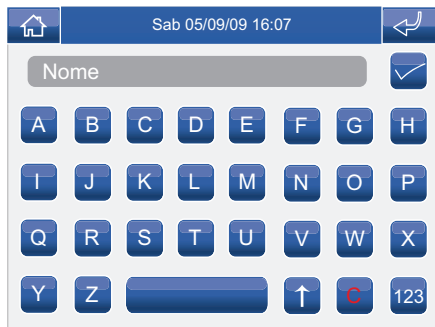 Sab 05/09/09 16:07
Nome
A B C D E F G H
I J K L M N O P
Q R S T U V W X
Y Z ↑ C 123